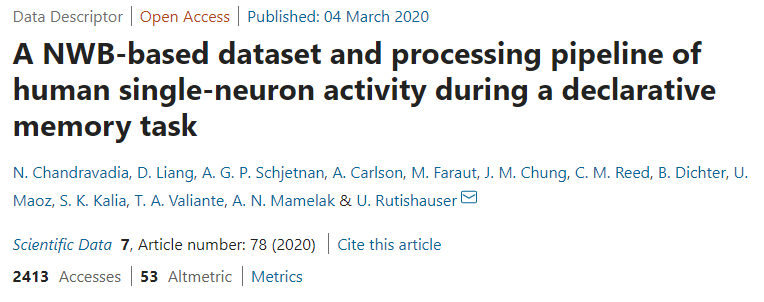 Data Descriptor | Open Access | Published: 04 March 2020
A NWB-based dataset and processing pipeline of
human single-neuron activity during a declarative
memory task
N. Chandravadia, D. Liang, A. G. P. Schjetnan, A. Carlson, M. Faraut, J. M. Chung, C. M. Reed, B. Dichter, U.
Maoz, S. K. Kalia, T. A. Valiante, A. N. Mamelak & U. Rutishauser
Scientific Data 7, Article number: 78 (2020) | Cite this article
2413 Accesses | 53 Altmetric | Metrics